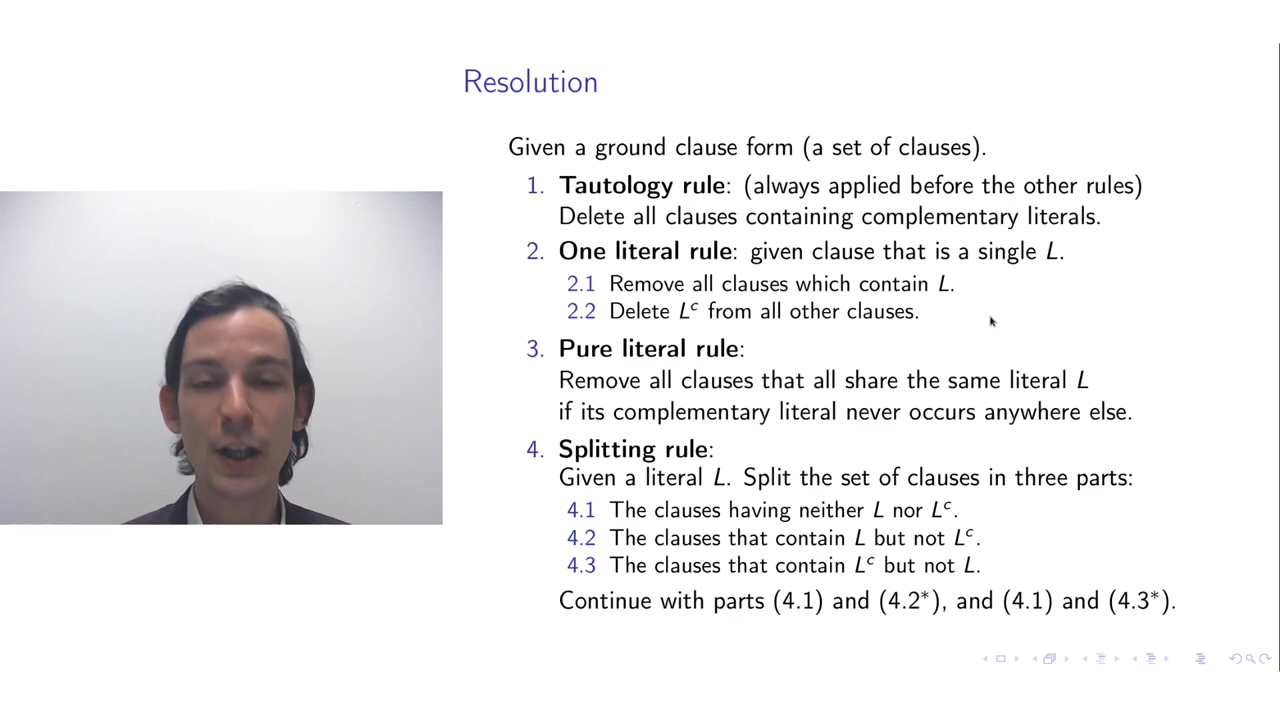 Resolution
Given a ground clause form (a set of clauses).
1. Tautology rule: (always applied before the other rules)
Delete all clauses containing complementary literals.
2. One literal rule: given clause that is a single L.
2.1 Remove all clauses which contain L.
2.2 Delete Lᶜ from all other clauses.
3. Pure literal rule:
Remove all clauses that all share the same literal L
if its complementary literal never occurs anywhere else.
4. Splitting rule:
Given a literal L. Split the set of clauses in three parts:
4.1 The clauses having neither L nor Lᶜ.
4.2 The clauses that contain L but not Lᶜ.
4.3 The clauses that contain Lᶜ but not L.
Continue with parts (4.1) and (4.2*), and (4.1) and (4.3*).